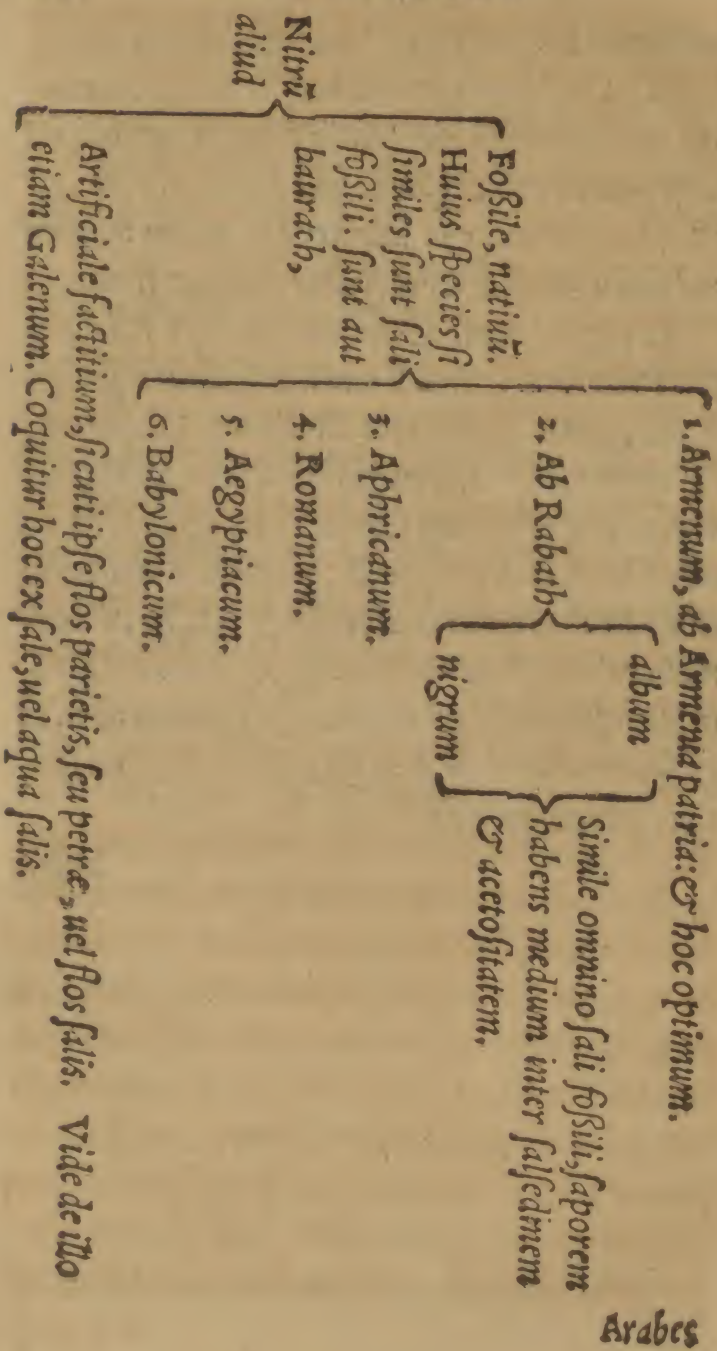 Nitrũ
aliud
Foſſile, natiuũ.
Huius ſpecies ſi
ſimiles ſunt ſali
foſſili. ſunt aut
baurach,
1. Armenum, ab Armenia patria: & hoc optimum.
2. Ab Rabath
album
nigrum
Simile omnino ſali foſſili, ſaporem
habens medium inter ſalſedinem
& acetoſitatem.
3. Aphricanum.
4. Romanum.
5. Aegyptiacum.
6. Babylonicum.
Artificiale factitium, ſicuti ipſe flos parietis, ſeu petræ, uel flos ſalis. Vide de illo
etiam Galenum. Coquitur hoc ex ſale, uel aqua ſalis.
Arabes